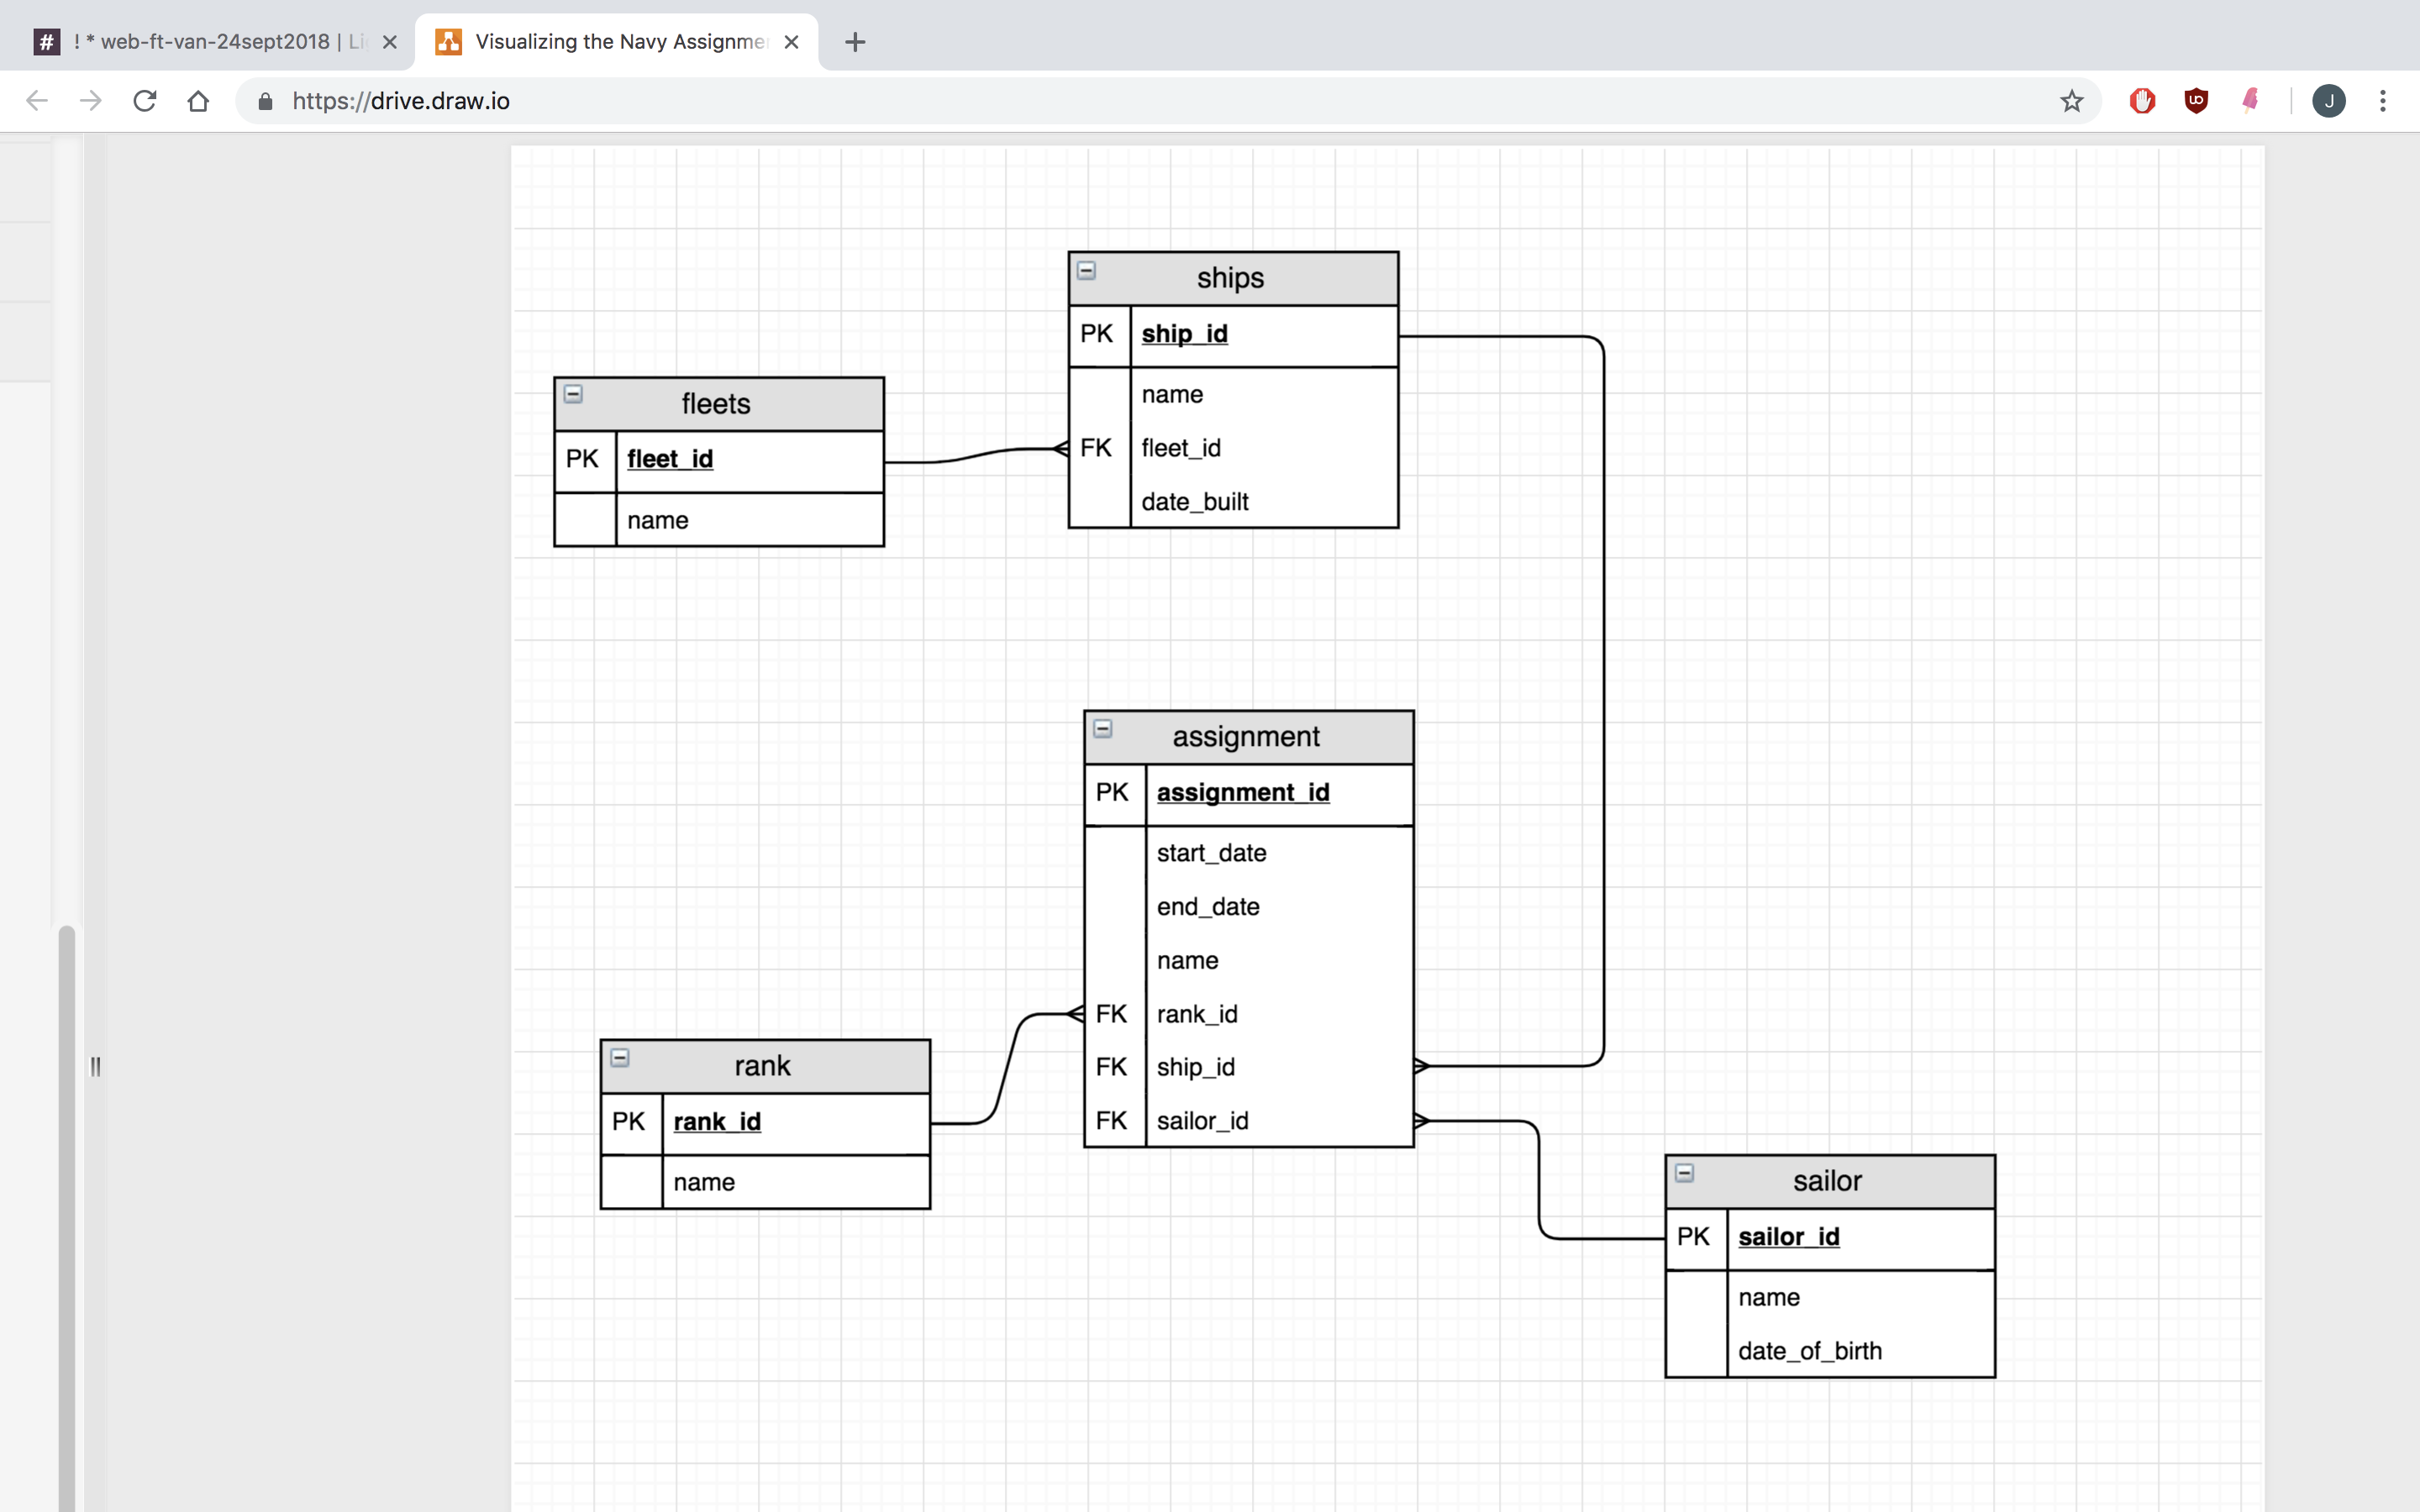 ! * web-ft-van-24sept2018 | Li
Visualizing the Navy Assignme
https://drive.draw.io
J
ships
PK ship_id
name
FK fleet_id
date_built
fleets
PK fleet_id
name
assignment
PK assignment_id
start_date
end_date
name
FK rank_id
FK ship_id
FK sailor_id
rank
PK rank_id
name
sailor
PK sailor_id
name
date_of_birth